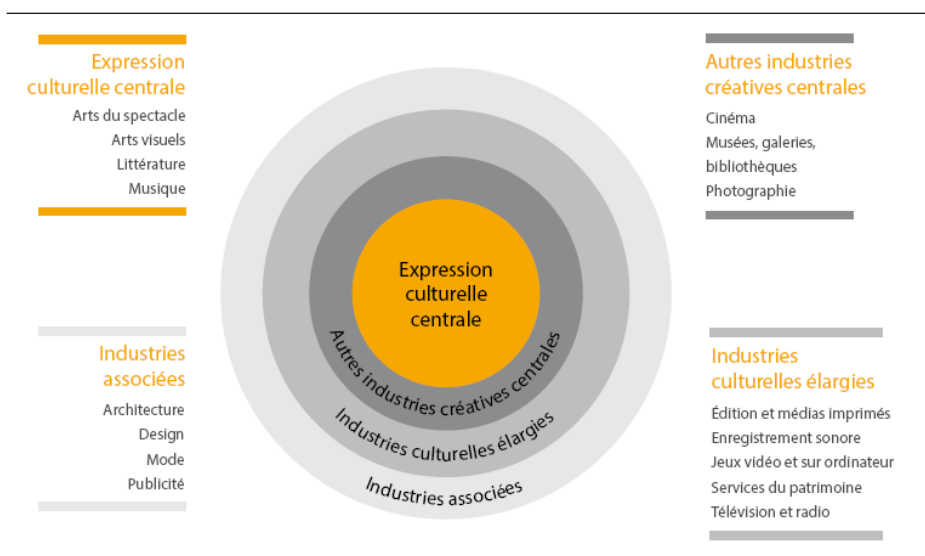 Expression
culturelle centrale
Arts du spectacle
Arts visuels
Littérature
Musique
Autres industries
créatives centrales
Cinéma
Musées, galeries,
bibliothèques
Photographie
Expression
culturelle
centrale
Autres industries créatives centrales
Industries culturelles élargies
Industries associées
Industries
associées
Architecture
Design
Mode
Publicité
Industries
culturelles élargies
Édition et médias imprimés
Enregistrement sonore
Jeux vidéo et sur ordinateur
Services du patrimoine
Télévision et radio